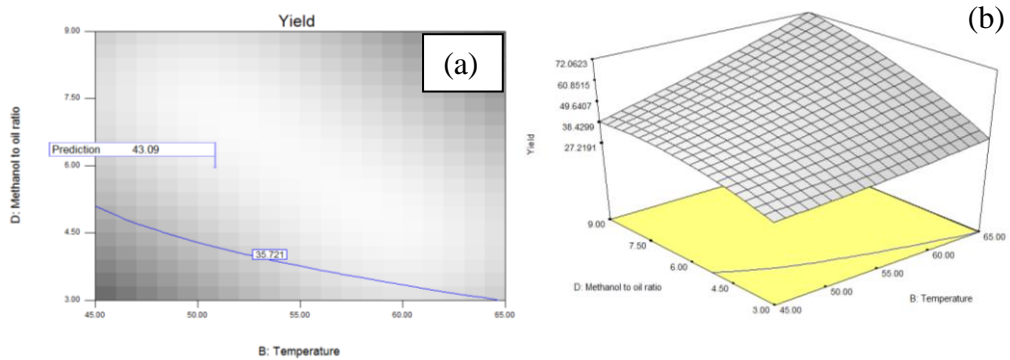 Yield
(a)
9.00
7.50
6.00
4.50
3.00
D: Methanol to oil ratio
Prediction 43.09
35.721
45.00 50.00 55.00 60.00 65.00
B: Temperature
(b)
72.0623
60.8515
49.6407
38.4299
27.2191
Yield
9.00
7.50
6.00
4.50
3.00
D: Methanol to oil ratio
45.00
50.00
55.00
60.00
65.00
B: Temperature